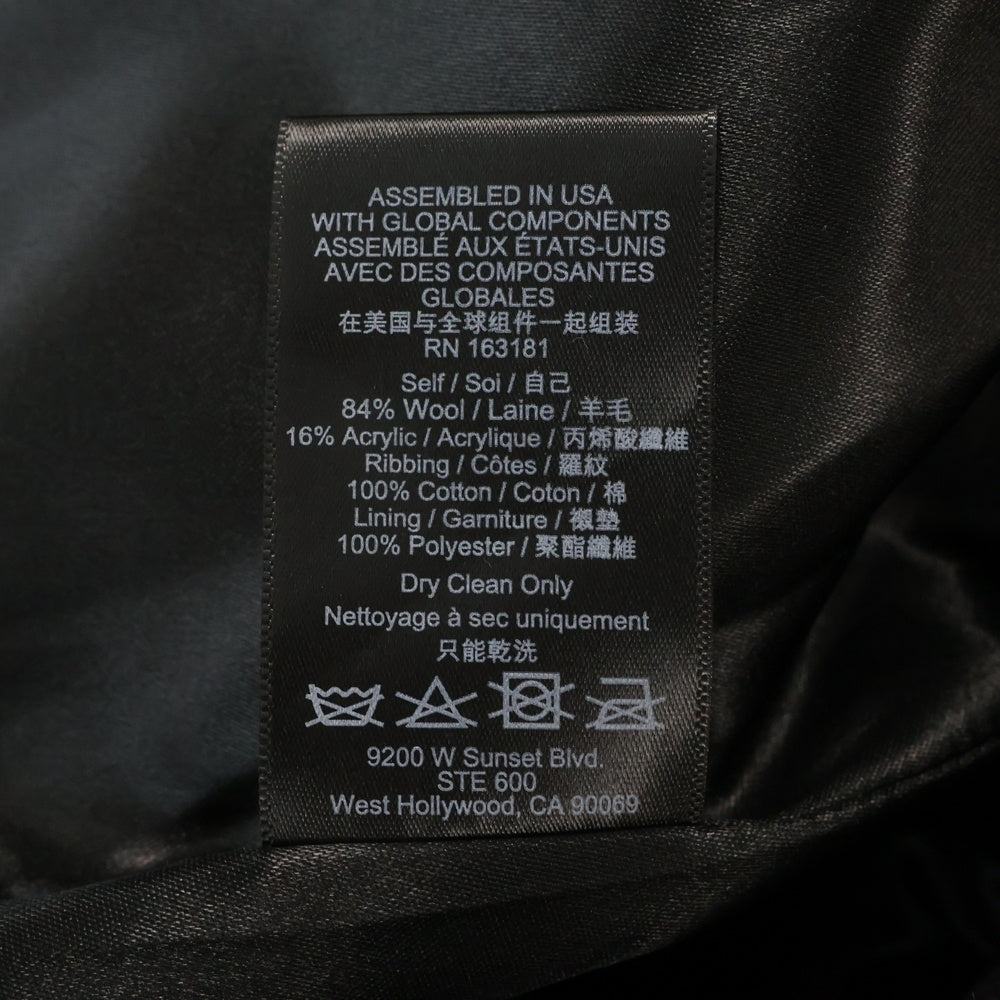 ASSEMBLED IN USA
WITH GLOBAL COMPONENTS
ASSEMBLÉ AUX ÉTATS-UNIS
AVEC DES COMPOSANTES
GLOBALES
在美国与全球组件一起组装
RN 163181
Self / Soi / 自己
84% Wool / Laine / 羊毛
16% Acrylic / Acrylique / 丙烯酸纖維
Ribbing / Côtes / 羅紋
100% Cotton / Coton / 棉
Lining / Garniture / 襯墊
100% Polyester / 聚酯纖維
Dry Clean Only
Nettoyage à sec uniquement
只能乾洗
9200 W Sunset Blvd.
STE 600
West Hollywood, CA 90069